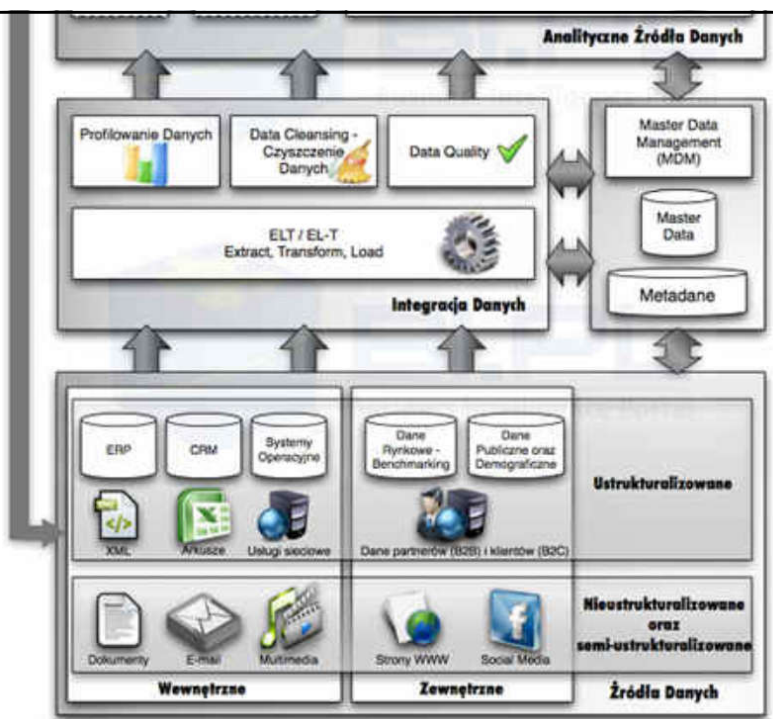 Analityczne Źródła Danych
Profilowanie Danych
Data Cleansing -
Czyszczenie
Danych
Data Quality
Master Data
Management
(MDM)
ELT / EL-T
Extract, Transform, Load
Master
Data
Metadane
Integracja Danych
ERP
CRM
Systemy
Operacyjne
Dane
Rynkowe -
Benchmarking
Dane
Publiczne oraz
Demograficzne
Ustrukturalizowane
XML
Arkusze
Usługi sieciowe
Dane partnerów (B2B) i klientów (B2C)
Nieustrukturalizowane
oraz
semi-ustrukturalizowane
Dokumenty
E-mail
Multimedia
Strony WWW
Social Media
Wewnętrzne
Zewnętrzne
Źródła Danych